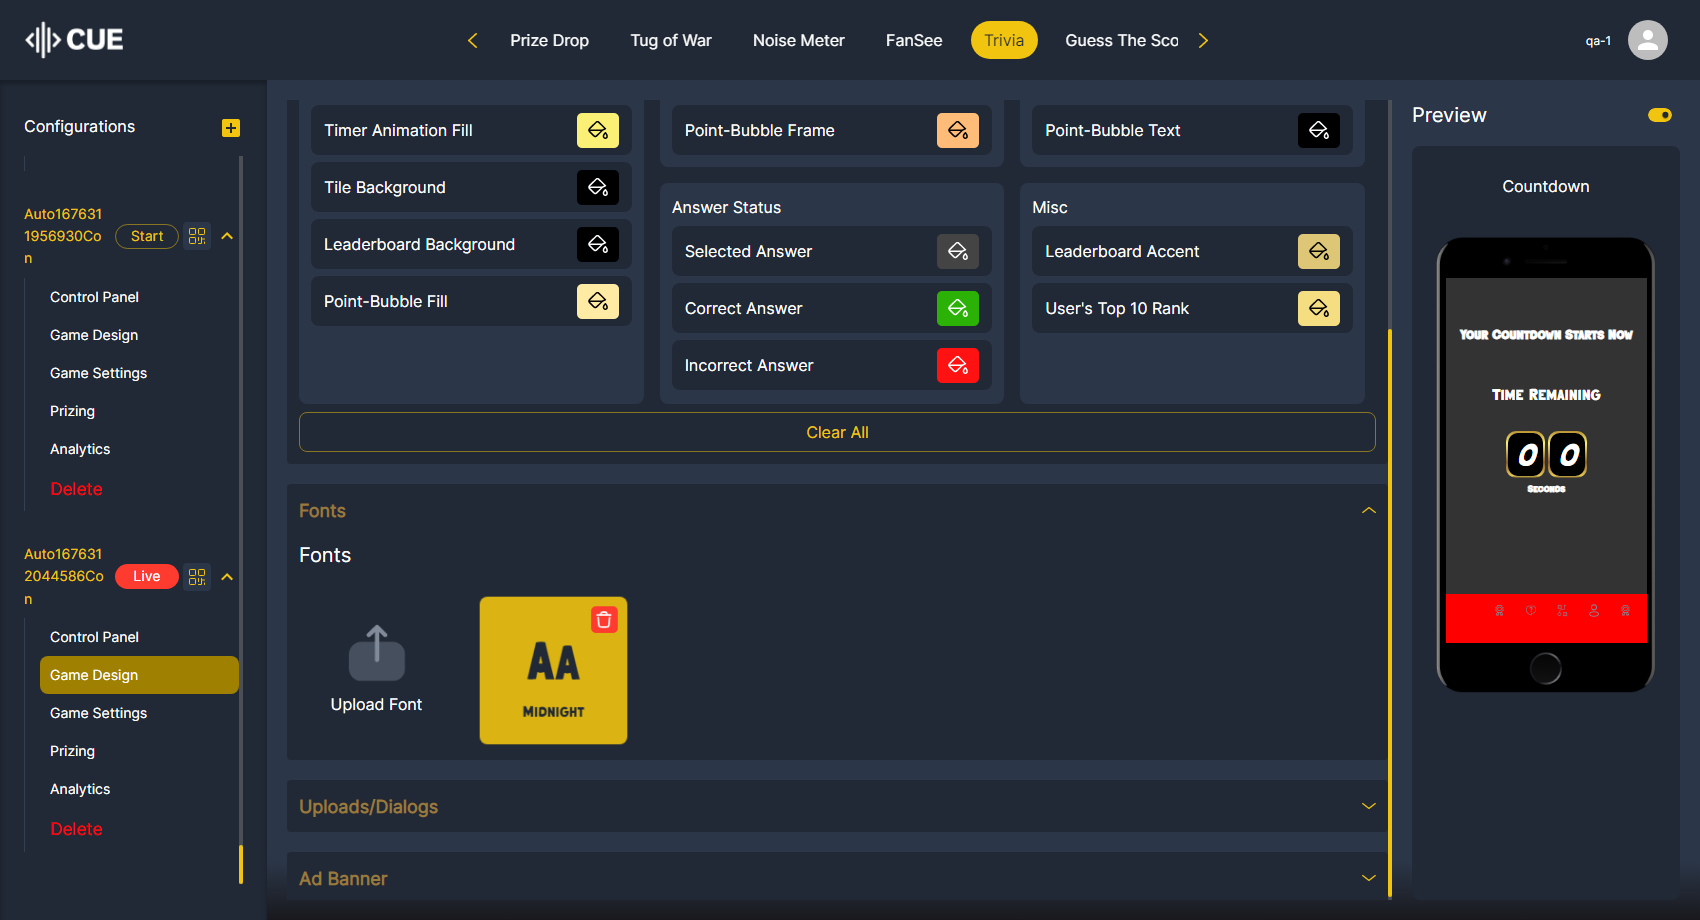 CUE
Prize Drop
Tug of War
Noise Meter
FanSee
Trivia
Guess The Sco
qa-1
Configurations
Auto167631
1956930Co
n
Start
Control Panel
Game Design
Game Settings
Prizing
Analytics
Delete
Auto167631
2044586Co
n
Live
Control Panel
Game Design
Game Settings
Prizing
Analytics
Delete
Timer Animation Fill
Tile Background
Leaderboard Background
Point-Bubble Fill
Point-Bubble Frame
Answer Status
Selected Answer
Correct Answer
Incorrect Answer
Point-Bubble Text
Misc
Leaderboard Accent
User's Top 10 Rank
Clear All
Fonts
Fonts
Upload Font
AA
Midnight
Uploads/Dialogs
Ad Banner
Preview
Countdown
Your Countdown Starts Now
Time Remaining
0 0
Seconds